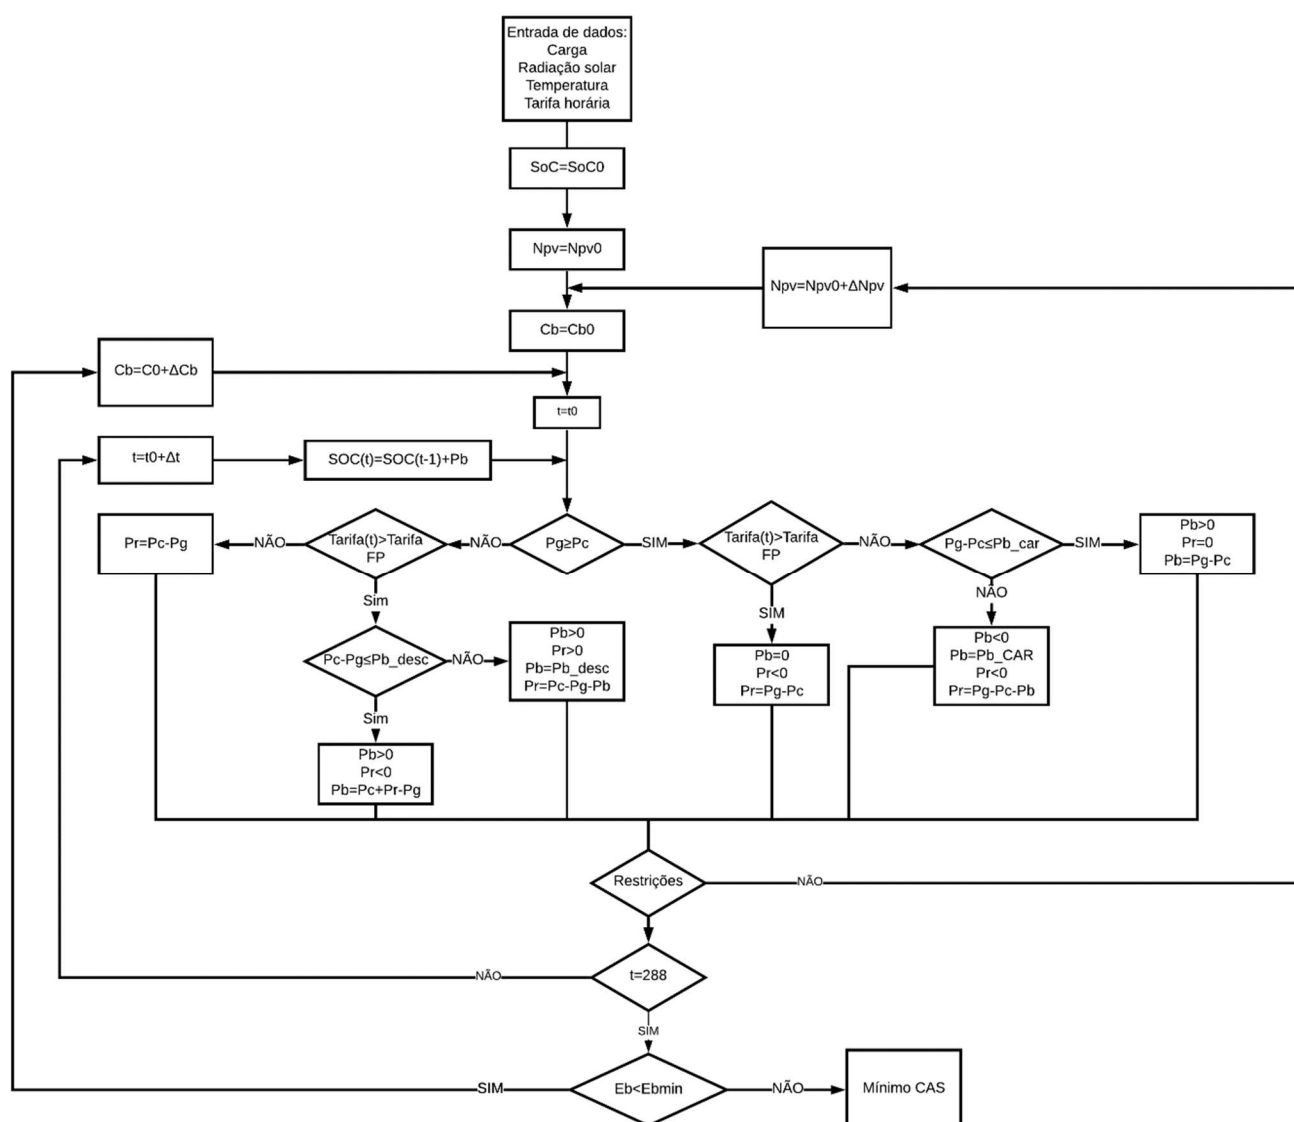 Entrada de dados:
Carga
Radiação solar
Temperatura
Tarifa horária
SoC=SoC0
Npv=Npv0
Npv=Npv0+ΔNpv
Cb=Cb0
Cb=C0+ΔCb
t=t0
t=t0+Δt
SOC(t)=SOC(t-1)+Pb
Pr=Pc-Pg
NÃO
Tarifa(t)>Tarifa
FP
NÃO
Pg≥Pc
SIM
Tarifa(t)>Tarifa
FP
NÃO
Pg-Pc≤Pb_car
SIM
Pb>0
Pr=0
Pb=Pg-Pc
Sim
SIM
NÃO
Pc-Pg≤Pb_desc
NÃO
Pb>0
Pr>0
Pb=Pb_desc
Pr=Pc-Pg-Pb
Pb=0
Pr<0
Pr=Pg-Pc
Pb<0
Pb=Pb_CAR
Pr<0
Pr=Pg-Pc-Pb
Sim
Pb>0
Pr<0
Pb=Pc+Pr-Pg
Restrições
NÃO
t=288
NÃO
SIM
Eb<Ebmin
SIM
NÃO
Mínimo CAS